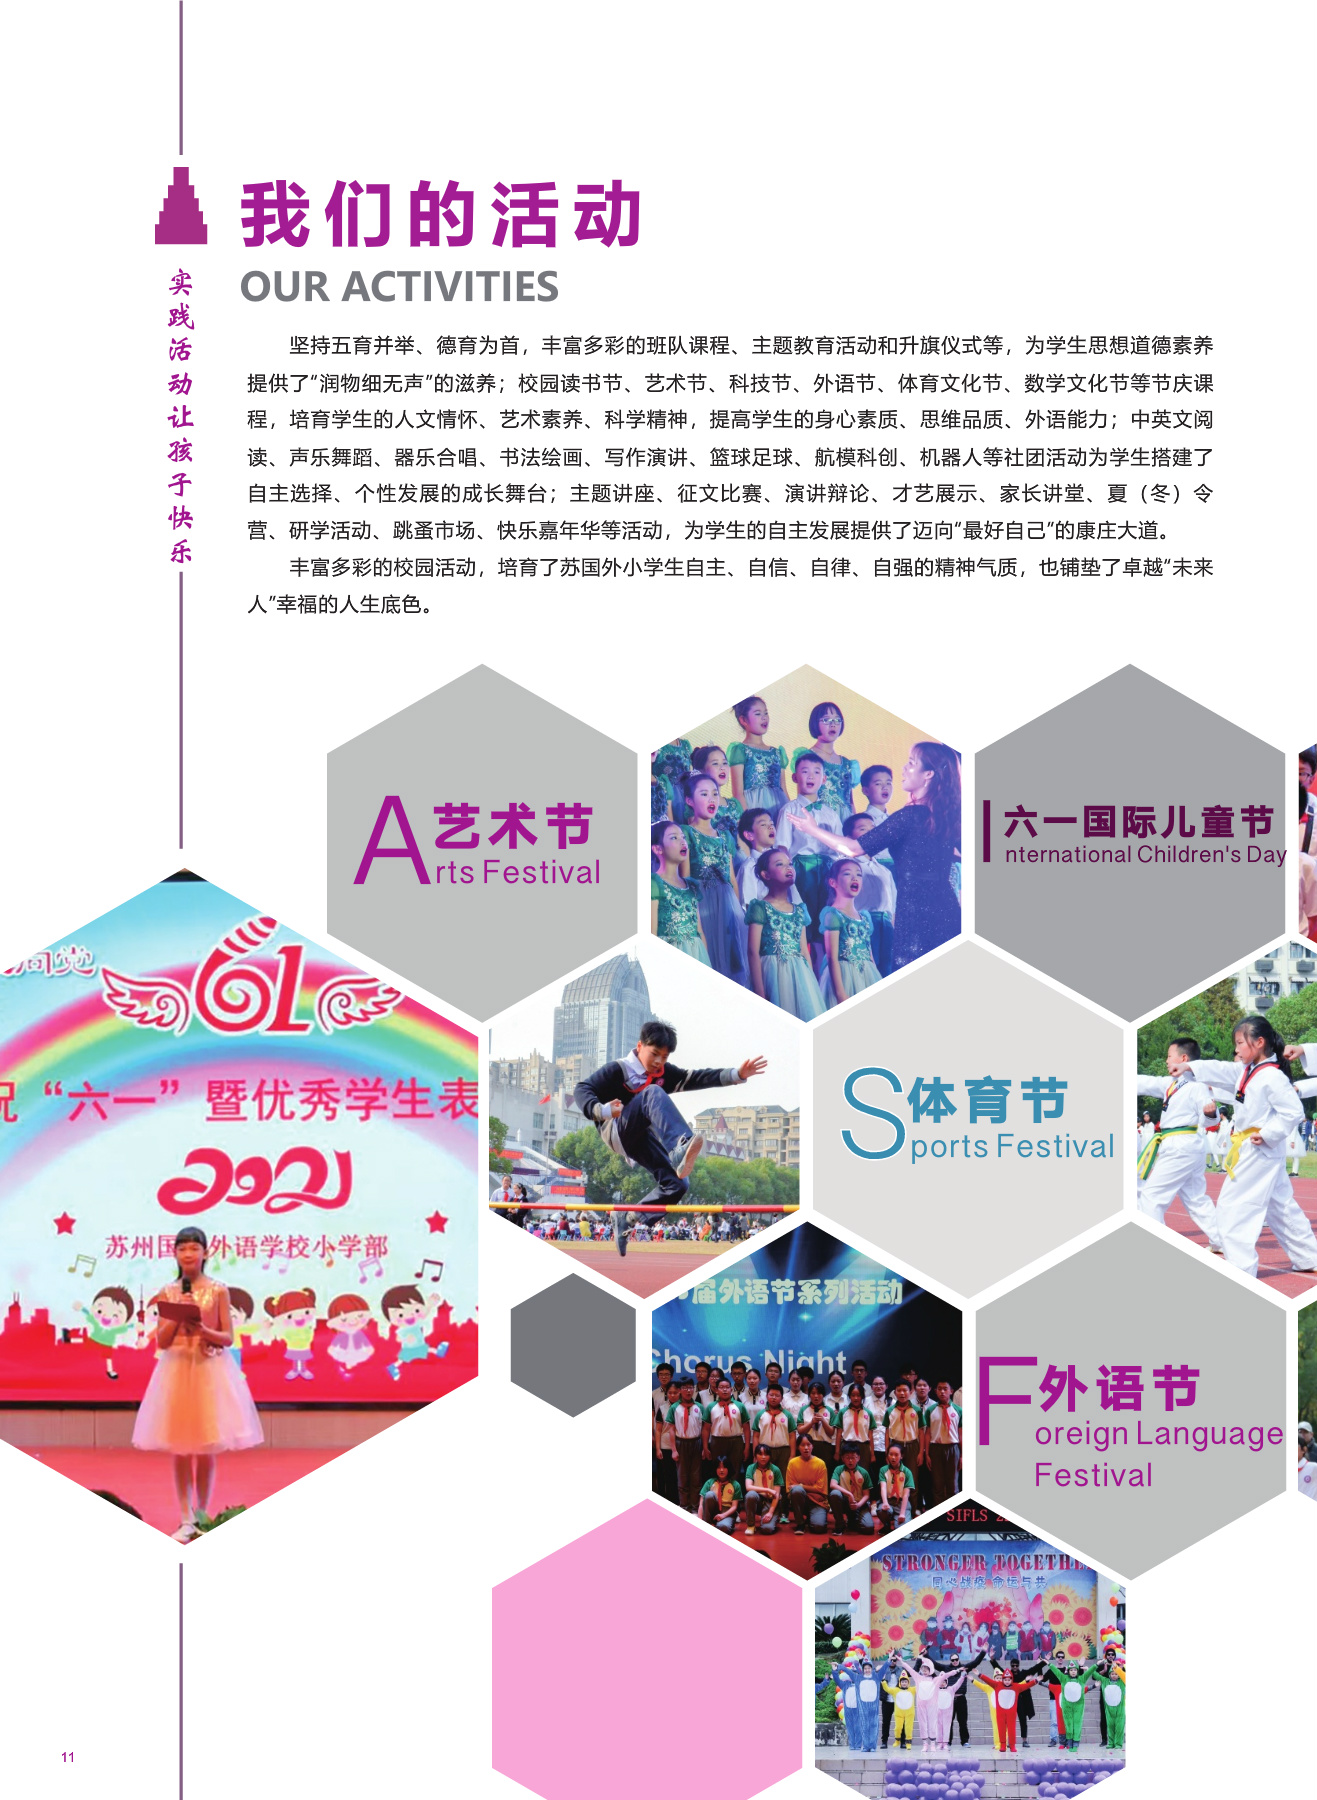 我们的活动
OUR ACTIVITIES
实践活动让孩子快乐
坚持五育并举、德育为首，丰富多彩的班队课程、主题教育活动和升旗仪式等，为学生思想道德素养
提供了“润物细无声”的滋养；校园读书节、艺术节、科技节、外语节、体育文化节、数学文化节等节庆课
程，培育学生的人文情怀、艺术素养、科学精神，提高学生的身心素质、思维品质、外语能力；中英文阅
读、声乐舞蹈、器乐合唱、书法绘画、写作演讲、篮球足球、航模科创、机器人等社团活动为学生搭建了
自主选择、个性发展的成长舞台；主题讲座、征文比赛、演讲辩论、才艺展示、家长讲堂、夏（冬）令
营、研学活动、跳蚤市场、快乐嘉年华等活动，为学生的自主发展提供了迈向“最好自己”的康庄大道。
丰富多彩的校园活动，培育了苏国外小学生自主、自信、自律、自强的精神气质，也铺垫了卓越“未来
人”幸福的人生底色。
艺术节
Arts Festival
六一国际儿童节
International Children's Day
向党
61
祝“六一”暨优秀学生表
2021
苏州国 外语学校小学部
体育节
Sports Festival
届外语节系列活动
Chorus Night
外语节
Foreign Language
Festival
SIFLS 2
STRONGER TOGETHE
同心战疫 命运与共
11